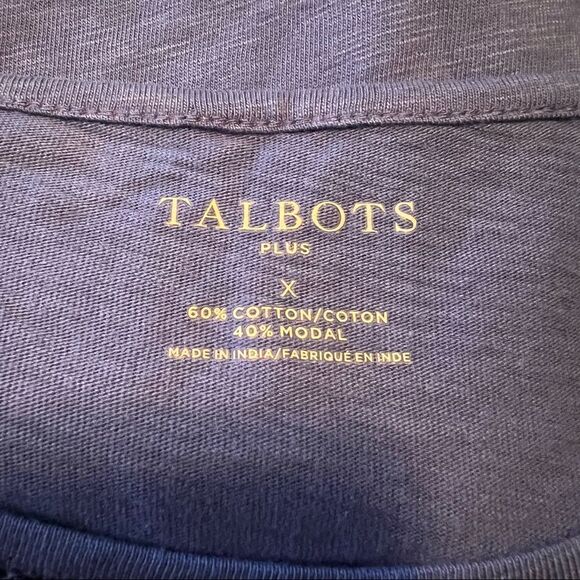 TALBOTS
PLUS
X
60% COTTON/COTON
40% MODAL
MADE IN INDIA/FABRIQUÉ EN INDE